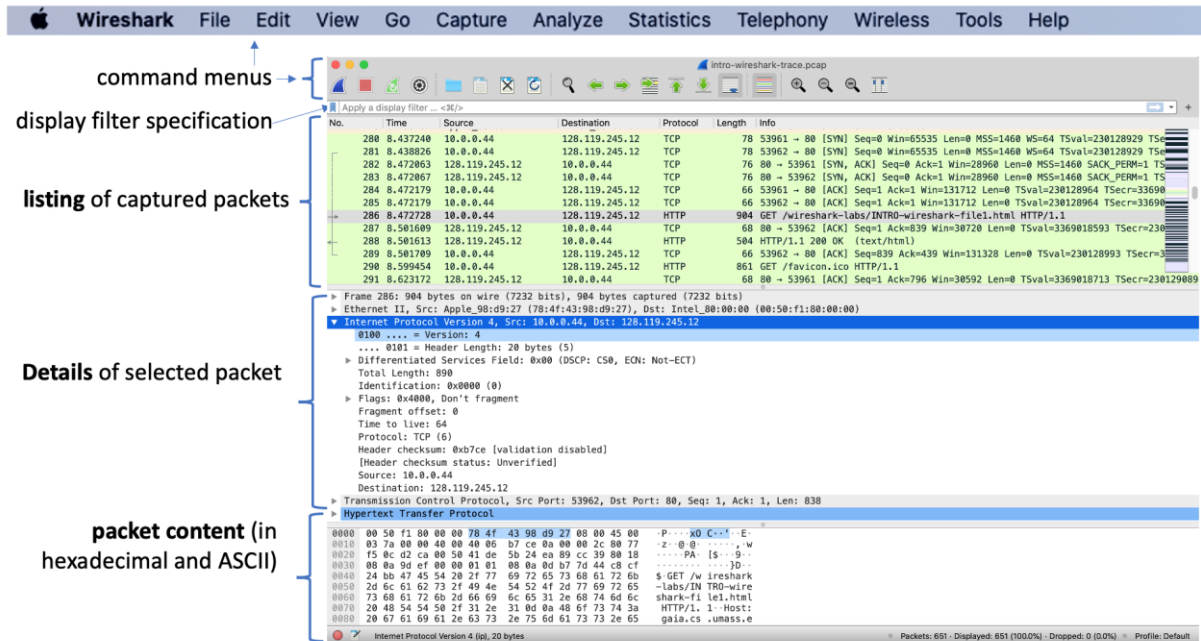 Wireshark File Edit View Go Capture Analyze Statistics Telephony Wireless Tools Help
command menus
intro-wireshark-trace.pcap
display filter specification
Apply a display filter ... <⌘/>
+
No. Time Source Destination Protocol Length Info
listing of captured packets
280 8.437240 10.0.0.44 128.119.245.12 TCP 78 53961 → 80 [SYN] Seq=0 Win=65535 Len=0 MSS=1460 WS=64 TSval=230128929 TSe
281 8.438826 10.0.0.44 128.119.245.12 TCP 78 53962 → 80 [SYN] Seq=0 Win=65535 Len=0 MSS=1460 WS=64 TSval=230128929 TSe
282 8.472063 128.119.245.12 10.0.0.44 TCP 76 80 → 53961 [SYN, ACK] Seq=0 Ack=1 Win=28960 Len=0 MSS=1460 SACK_PERM=1 TS
283 8.472067 128.119.245.12 10.0.0.44 TCP 76 80 → 53962 [SYN, ACK] Seq=0 Ack=1 Win=28960 Len=0 MSS=1460 SACK_PERM=1 TS
284 8.472179 10.0.0.44 128.119.245.12 TCP 66 53961 → 80 [ACK] Seq=1 Ack=1 Win=131712 Len=0 TSval=230128964 TSecr=33690
285 8.472179 10.0.0.44 128.119.245.12 TCP 66 53962 → 80 [ACK] Seq=1 Ack=1 Win=131712 Len=0 TSval=230128964 TSecr=33690
286 8.472728 10.0.0.44 128.119.245.12 HTTP 904 GET /wireshark-labs/INTRO-wireshark-file1.html HTTP/1.1
287 8.501609 128.119.245.12 10.0.0.44 TCP 68 80 → 53962 [ACK] Seq=1 Ack=839 Win=30720 Len=0 TSval=3369018593 TSecr=230
288 8.501613 128.119.245.12 10.0.0.44 HTTP 504 HTTP/1.1 200 OK (text/html)
289 8.501709 10.0.0.44 128.119.245.12 TCP 66 53962 → 80 [ACK] Seq=839 Ack=439 Win=131328 Len=0 TSval=230128993 TSecr=3
290 8.599454 10.0.0.44 128.119.245.12 HTTP 861 GET /favicon.ico HTTP/1.1
291 8.623172 128.119.245.12 10.0.0.44 TCP 68 80 → 53961 [ACK] Seq=1 Ack=796 Win=30592 Len=0 TSval=3369018713 TSecr=230129089
Details of selected packet
Frame 286: 904 bytes on wire (7232 bits), 904 bytes captured (7232 bits)
Ethernet II, Src: Apple_98:d9:27 (78:4f:43:98:d9:27), Dst: Intel_80:00:00 (00:50:f1:80:00:00)
Internet Protocol Version 4, Src: 10.0.0.44, Dst: 128.119.245.12
0100 .... = Version: 4
.... 0101 = Header Length: 20 bytes (5)
Differentiated Services Field: 0x00 (DSCP: CS0, ECN: Not-ECT)
Total Length: 890
Identification: 0x0000 (0)
Flags: 0x4000, Don't fragment
Fragment offset: 0
Time to live: 64
Protocol: TCP (6)
Header checksum: 0xb7ce [validation disabled]
[Header checksum status: Unverified]
Source: 10.0.0.44
Destination: 128.119.245.12
Transmission Control Protocol, Src Port: 53962, Dst Port: 80, Seq: 1, Ack: 1, Len: 838
Hypertext Transfer Protocol
packet content (in
hexadecimal and ASCII)
0000 00 50 f1 80 00 00 78 4f 43 98 d9 27 08 00 45 00 ·P····xO C··'··E·
0010 03 7a 00 00 40 00 40 06 b7 ce 0a 00 00 2c 80 77 ·z··@·@· ·····,·w
0020 f5 0c d2 ca 00 50 41 de 5b 24 ea 89 cc 39 80 18 ·····PA· [$···9··
0030 08 0a 9d ef 00 00 01 01 08 0a 0d b7 7d 44 c8 cf ········ ····}D··
0040 24 bb 47 45 54 20 2f 77 69 72 65 73 68 61 72 6b $·GET /w ireshark
0050 2d 6c 61 62 73 2f 49 4e 54 52 4f 2d 77 69 72 65 -labs/IN TRO-wire
0060 73 68 61 72 6b 2d 66 69 6c 65 31 2e 68 74 6d 6c shark-fi le1.html
0070 20 48 54 54 50 2f 31 2e 31 0d 0a 48 6f 73 74 3a HTTP/1. 1··Host:
0080 20 67 61 69 61 2e 63 73 2e 75 6d 61 73 73 2e 65 gaia.cs .umass.e
Internet Protocol Version 4 (ip), 20 bytes Packets: 651 · Displayed: 651 (100.0%) · Dropped: 0 (0.0%) Profile: Default